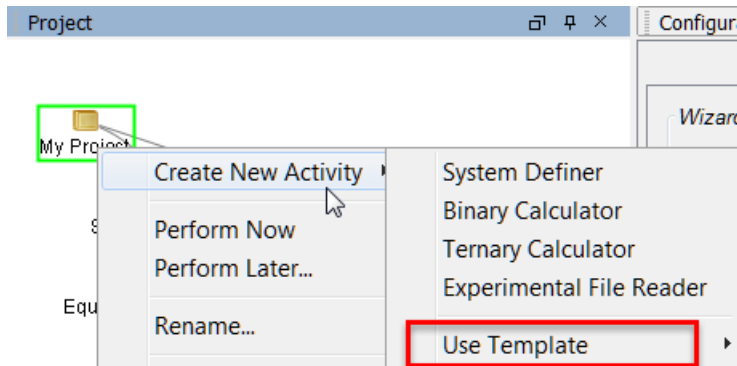 Project
Configur
Wizard
My Project
Create New Activity
System Definer
Binary Calculator
Perform Now
Ternary Calculator
Perform Later...
Experimental File Reader
Equ
Rename...
Use Template